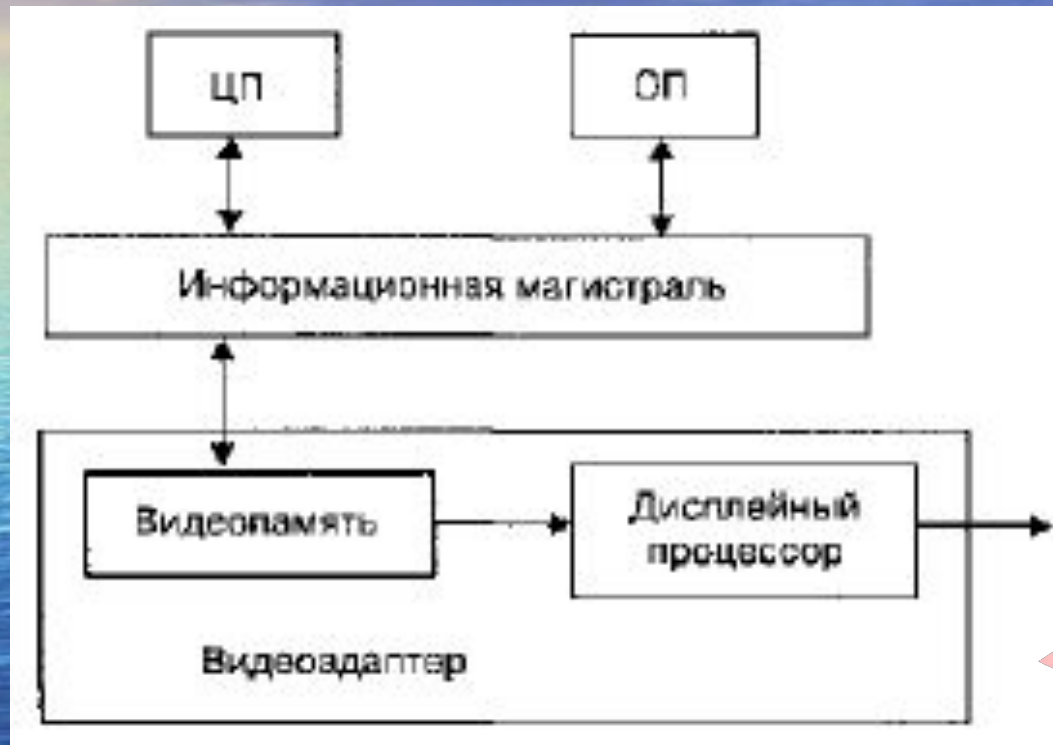 ЦП
ОП
Информационная магистраль
Видеопамять
Дисплейный
процессор
Видеоадаптер